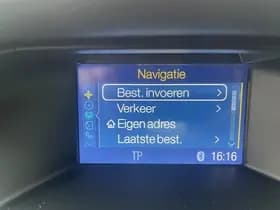 Navigatie
Best. invoeren >
Verkeer >
Eigen adres
Laatste best. >
TP 16:16